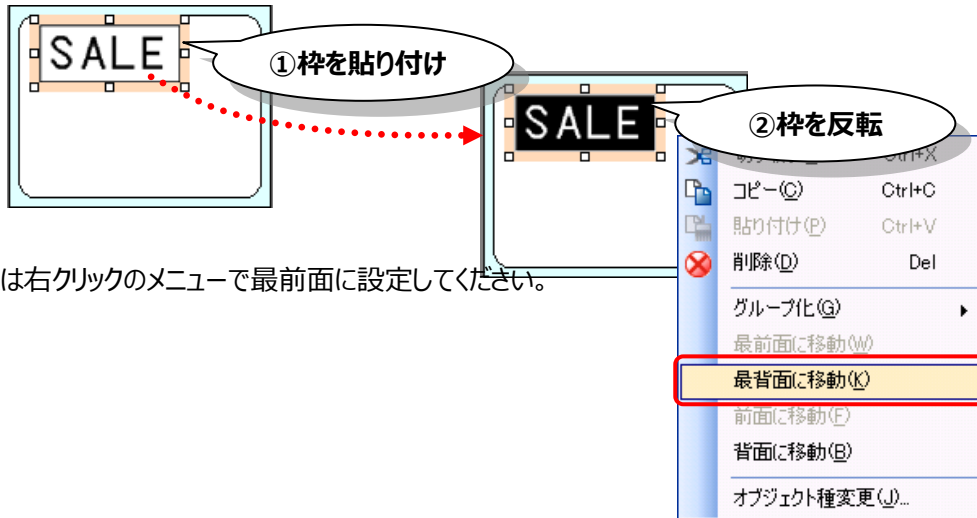 SALE
①枠を貼り付け
SALE
②枠を反転
Ctrl+X
コピー(C) Ctrl+C
貼り付け(P) Ctrl+V
削除(D) Del
は右クリックのメニューで最前面に設定してください。
グループ化(G)
最前面に移動(W)
最背面に移動(K)
前面に移動(F)
背面に移動(B)
オブジェクト種変更(J)...